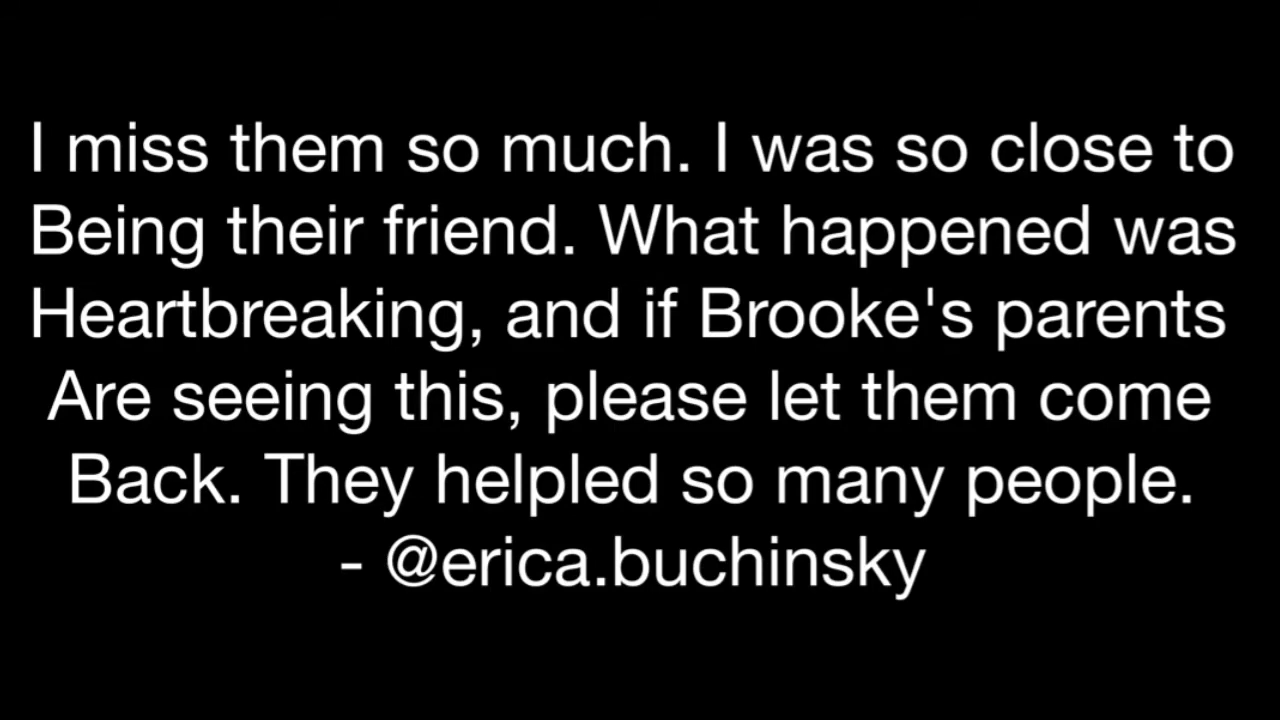 I miss them so much. I was so close to
Being their friend. What happened was
Heartbreaking, and if Brooke's parents
Are seeing this, please let them come
Back. They helpled so many people.
- @erica.buchinsky